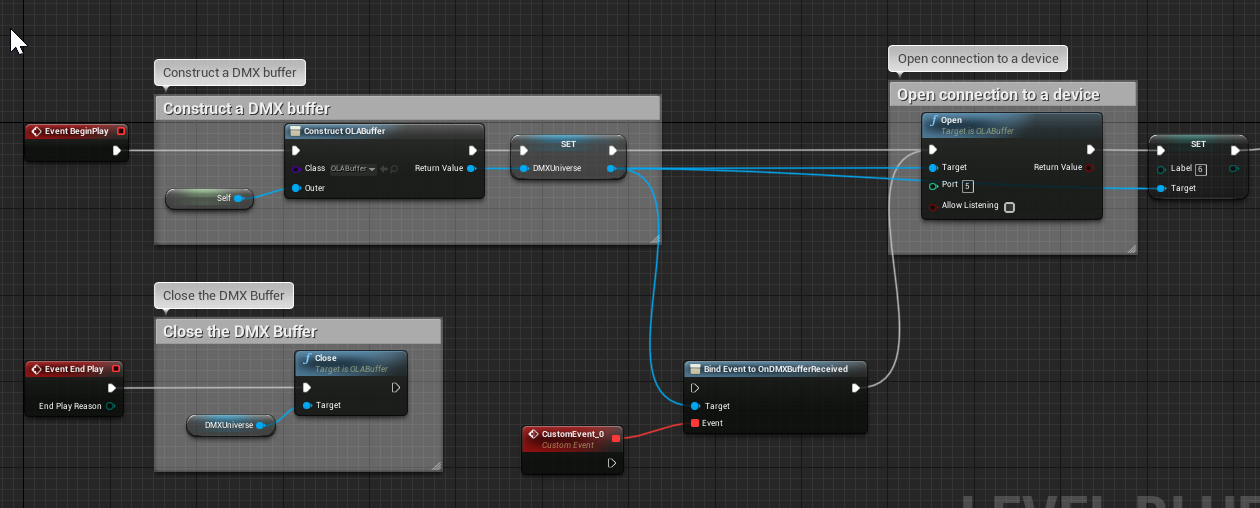 Construct a DMX buffer
Construct a DMX buffer
Event BeginPlay
Construct OLABuffer
Class OLABuffer
Return Value
Outer
Self
SET
DMXUniverse
Open connection to a device
Open connection to a device
Open
Target is OLABuffer
Target
Return Value
Port 5
Allow Listening
SET
Label 6
Target
Close the DMX Buffer
Close the DMX Buffer
Event End Play
End Play Reason
Close
Target is OLABuffer
Target
DMXUniverse
Bind Event to OnDMXBufferReceived
Target
Event
CustomEvent_0
Custom Event
LEVEL BLUE